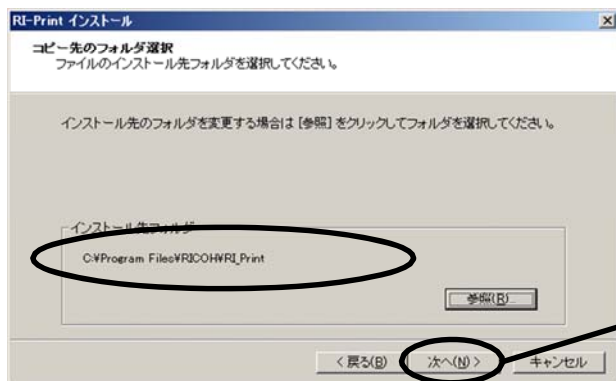 RI-Print インストール
コピー先のフォルダ選択
ファイルのインストール先フォルダを選択してください。
インストール先のフォルダを変更する場合は [参照] をクリックしてフォルダを選択してください。
インストール先フォルダ
C:¥Program Files¥RICOH¥RI_Print
参照(R)...
< 戻る(B) 次へ(N) > キャンセル